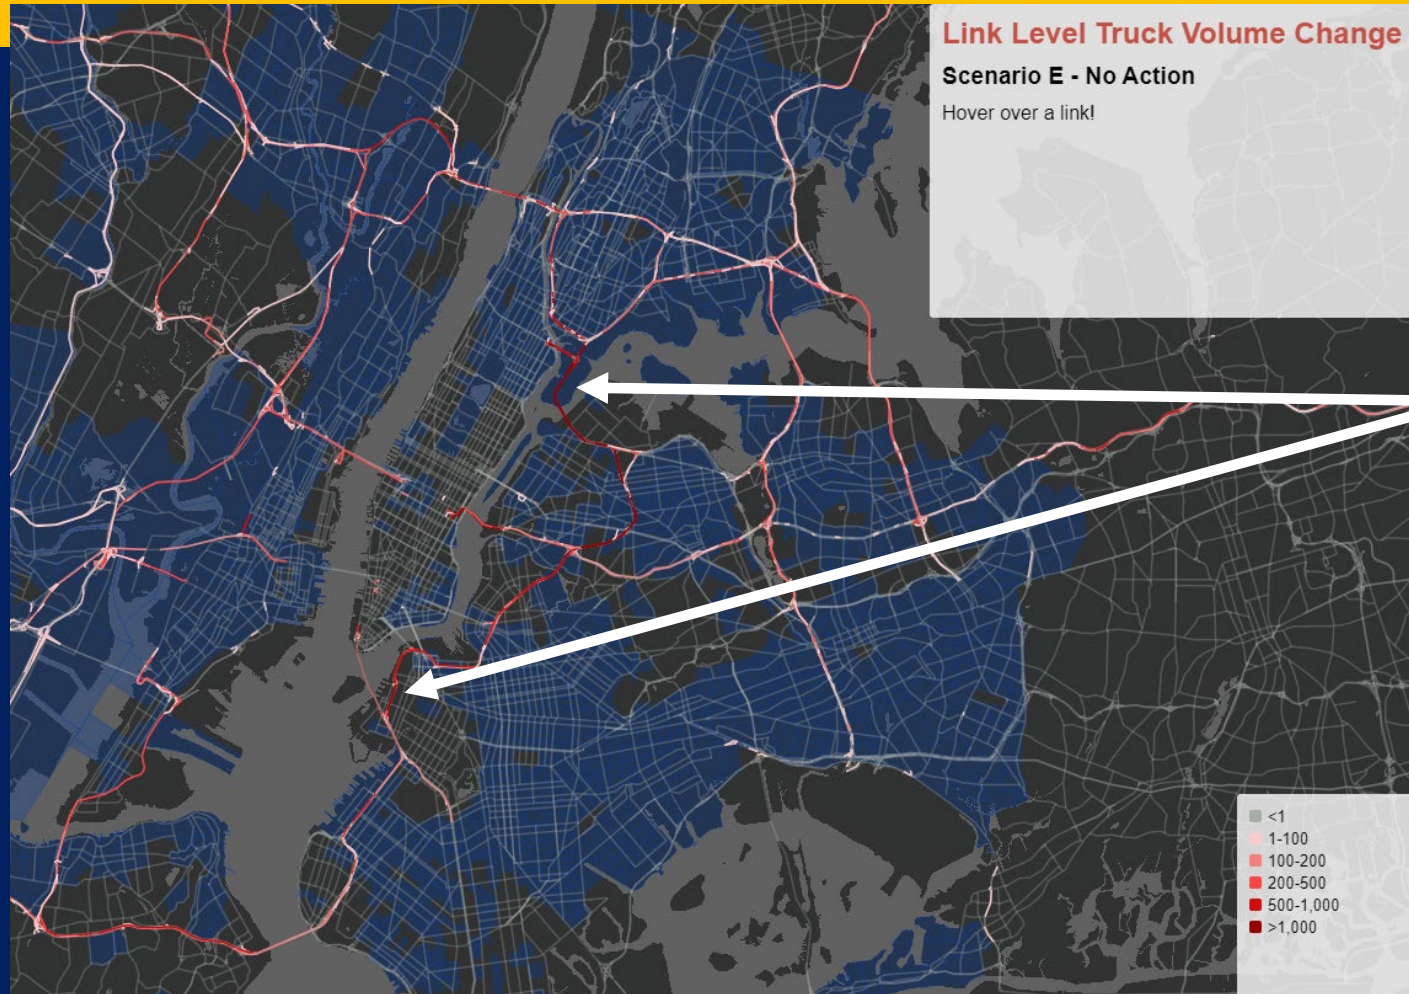 Link Level Truck Volume Change
Scenario E - No Action
Hover over a link!
<1
1-100
100-200
200-500
500-1,000
>1,000